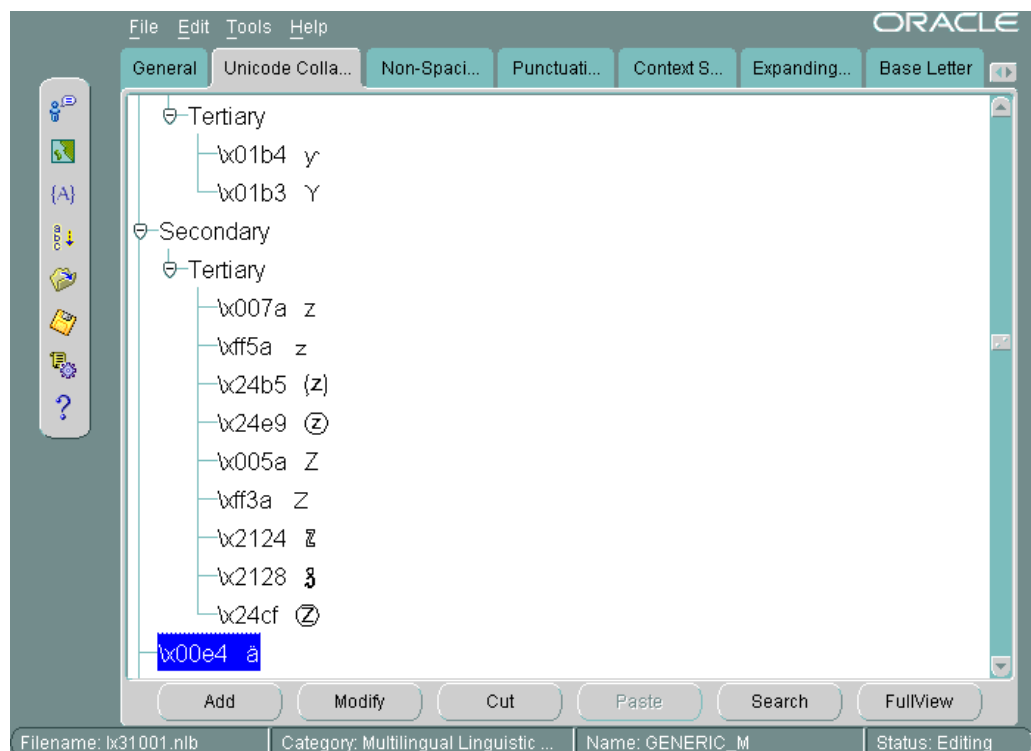 File Edit Tools Help ORACLE
General Unicode Colla... Non-Spaci... Punctuati... Context S... Expanding... Base Letter
{A}
a
b
c
Tertiary
\x01b4 ƴ
\x01b3 Ƴ
Secondary
Tertiary
\x007a z
\xff5a z
\x24b5 (z)
\x24e9 ⓩ
\x005a Z
\xff3a Z
\x2124 ℤ
\x2128 ℨ
\x24cf Ⓩ
\x00e4 ä
?
Add Modify Cut Paste Search FullView
Filename: lx31001.nlb Category: Multilingual Linguistic ... Name: GENERIC_M Status: Editing